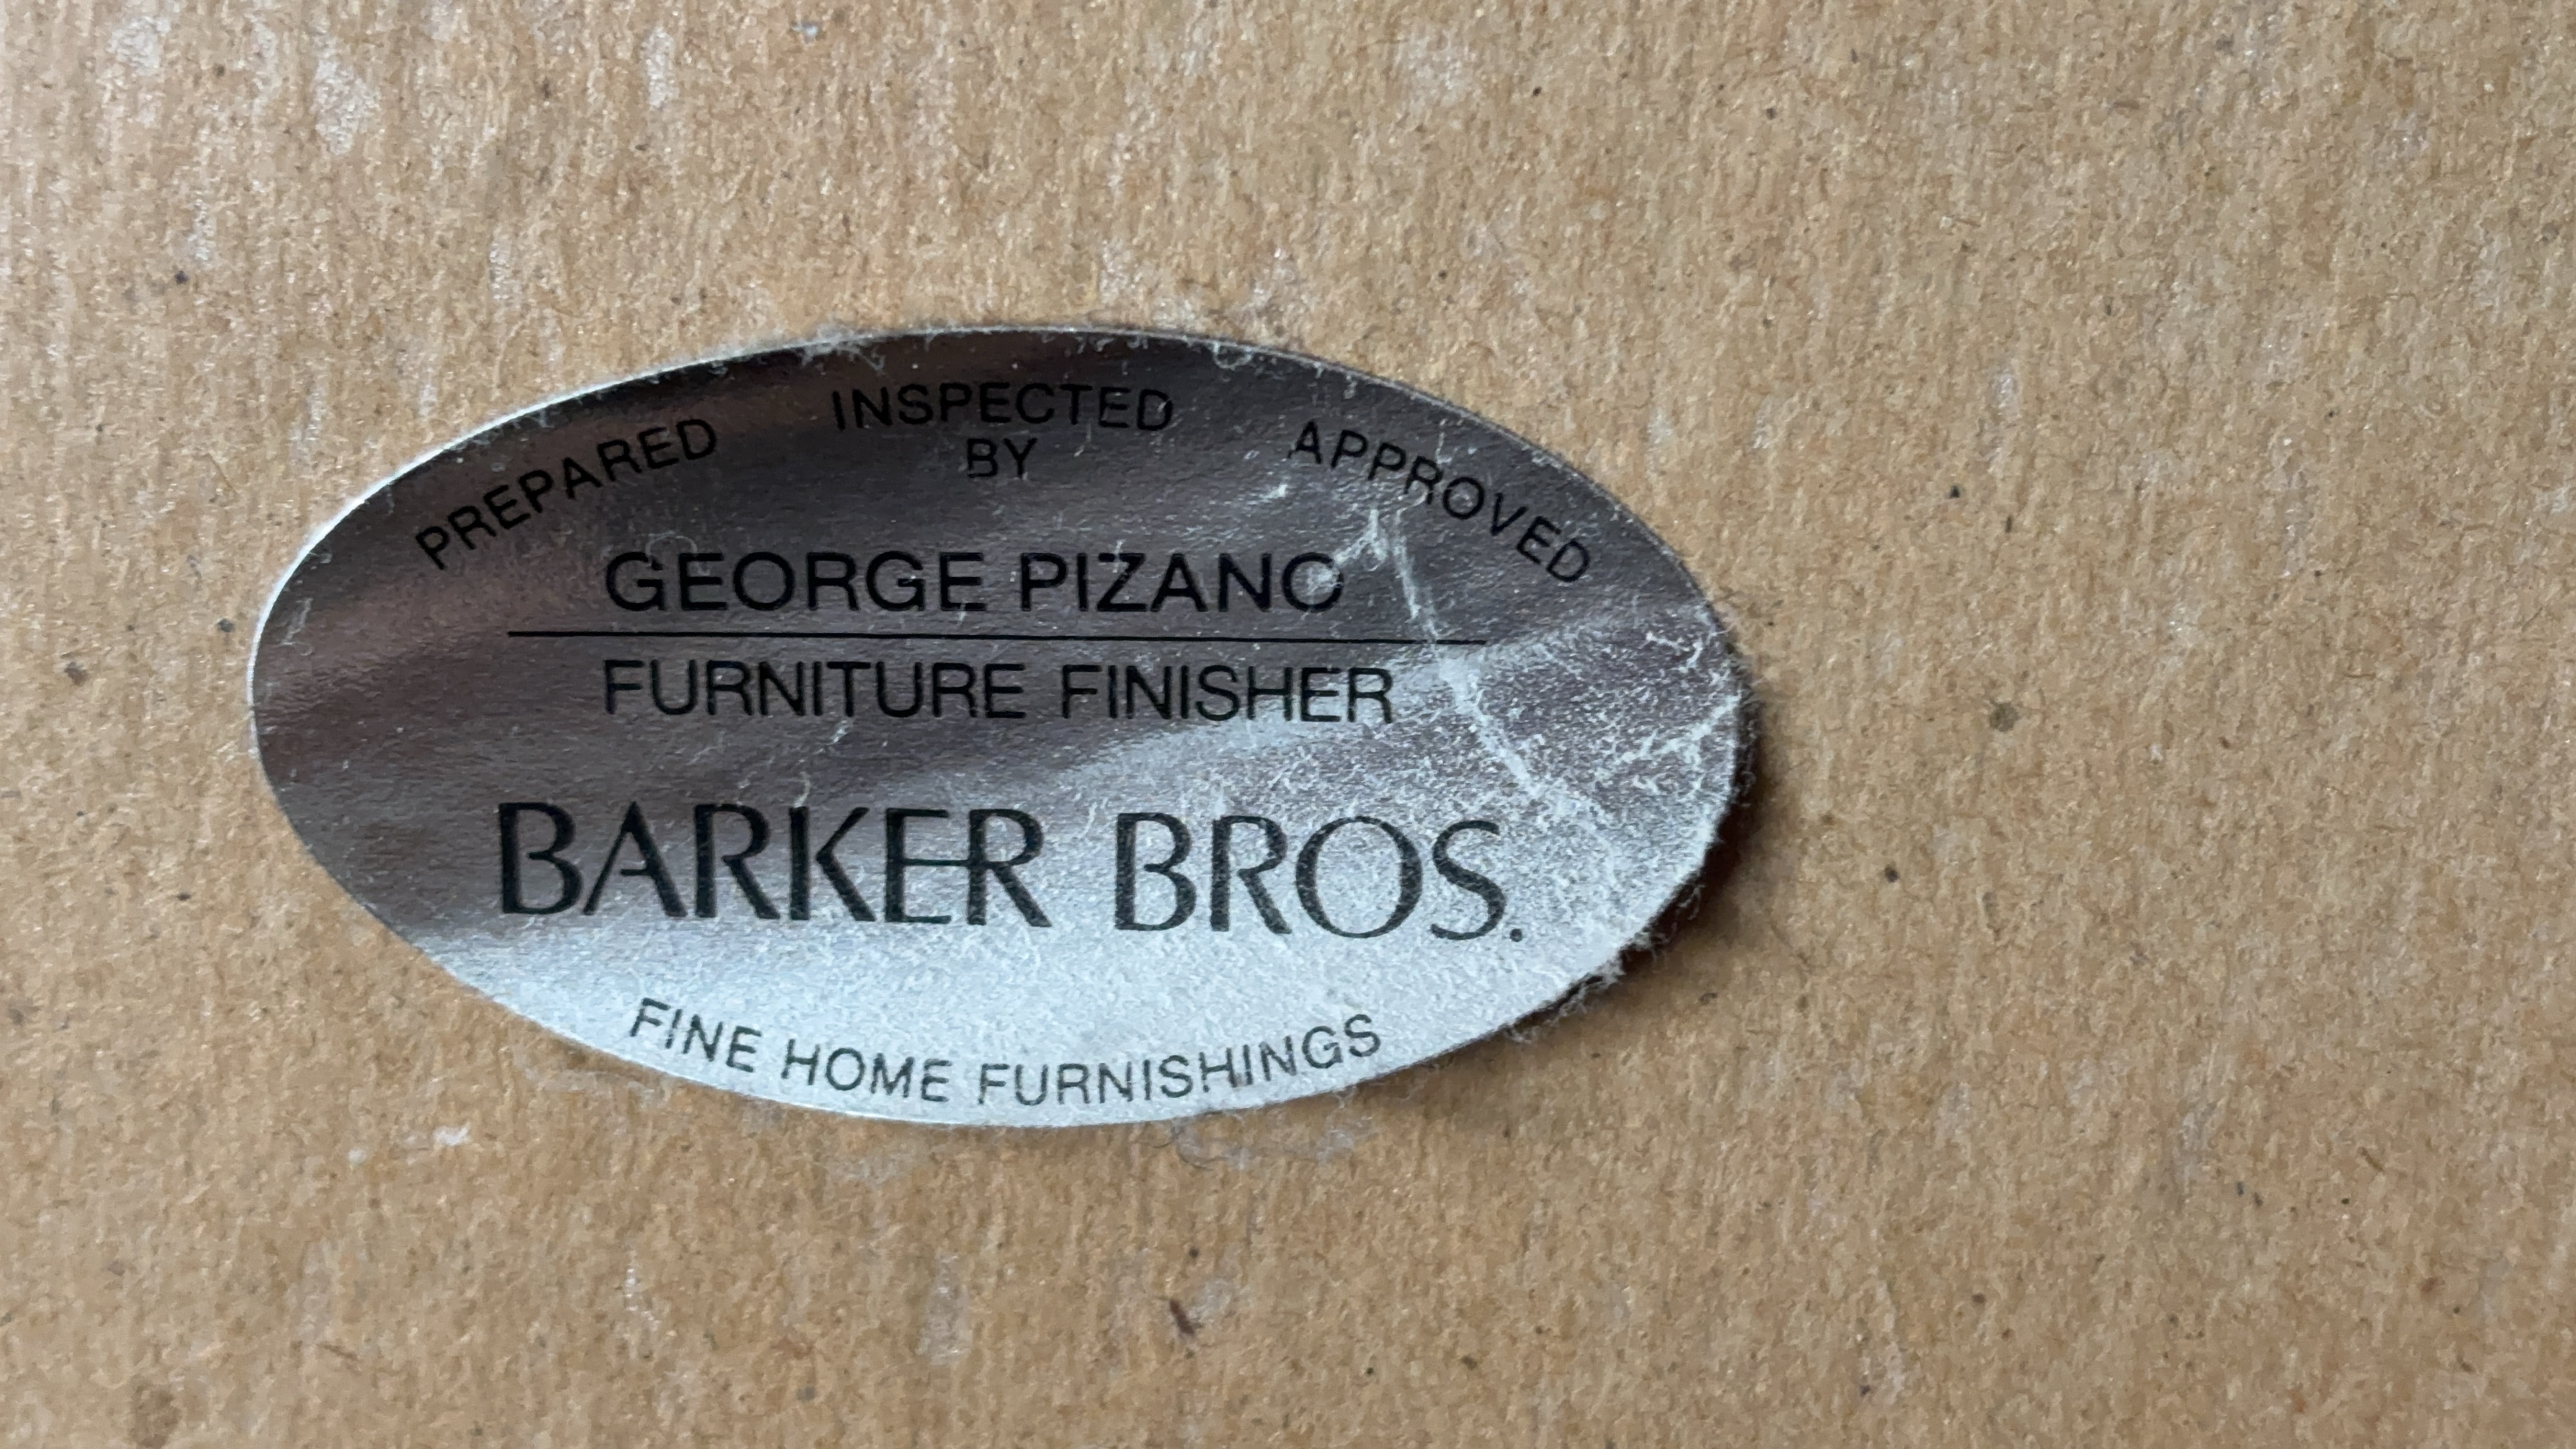 PREPARED INSPECTED APPROVED
BY
GEORGE PIZANO
FURNITURE FINISHER
BARKER BROS.
FINE HOME FURNISHINGS